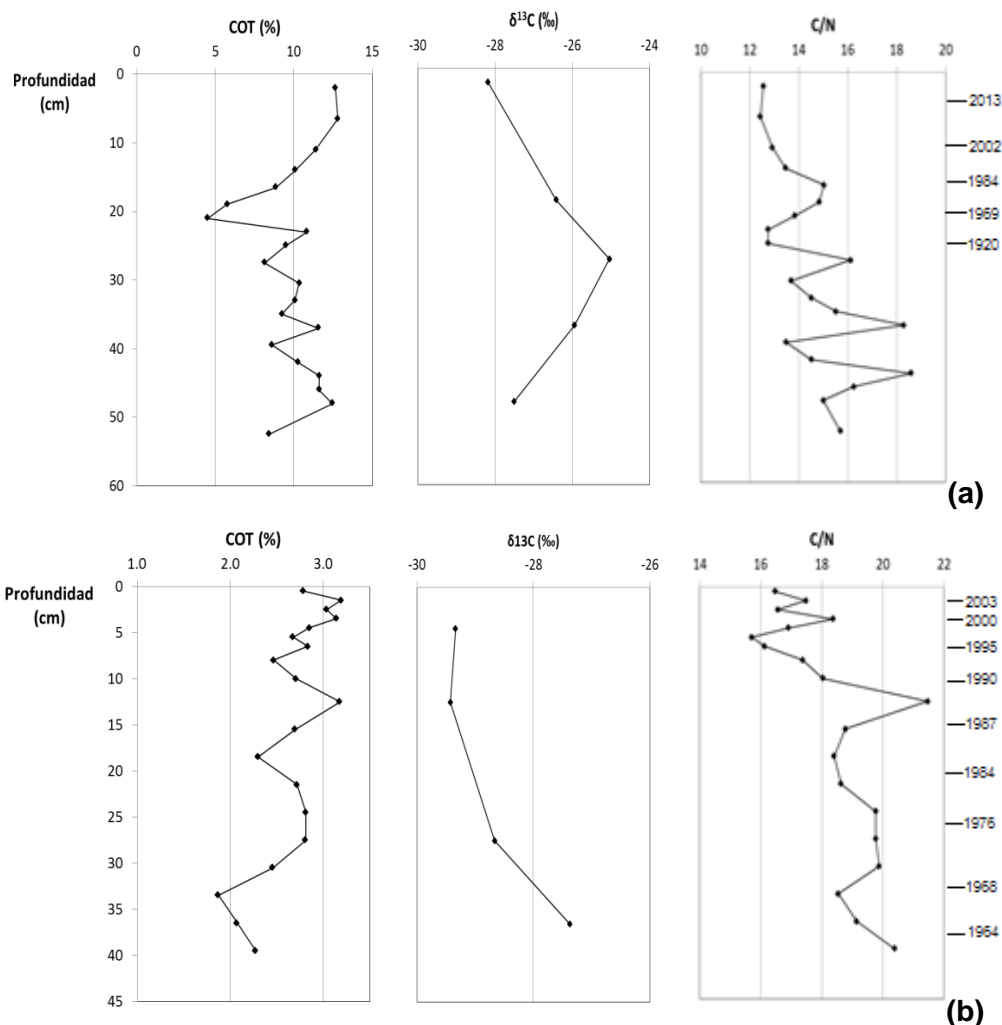 COT (%)
0 5 10 15
Profundidad
(cm)
0
10
20
30
40
50
60
δ¹³C (‰)
-30 -28 -26 -24
C/N
10 12 14 16 18 20
2013
2002
1984
1969
1920
(a)
COT (%)
1.0 2.0 3.0
Profundidad
(cm)
0
5
10
15
20
25
30
35
40
45
δ13C (‰)
-30 -28 -26
C/N
14 16 18 20 22
2003
2000
1995
1990
1987
1984
1976
1968
1964
(b)